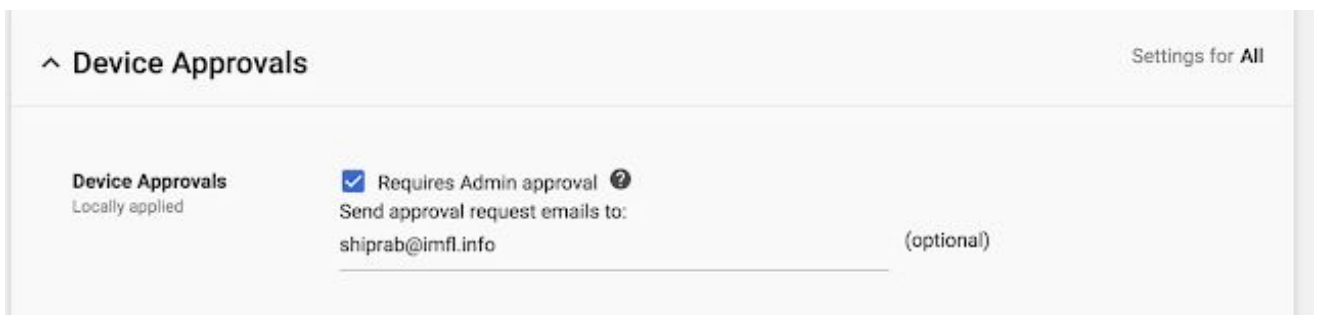 Device Approvals
Settings for All
Device Approvals
Requires Admin approval
Locally applied
Send approval request emails to:
shiprab@imfl.info
(optional)